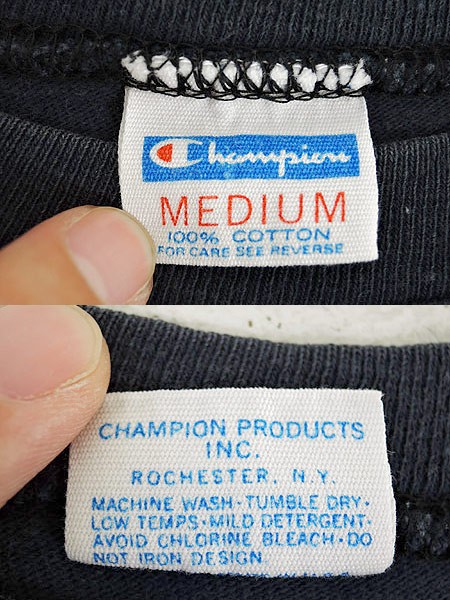 Champion
MEDIUM
100% COTTON
FOR CARE SEE REVERSE
CHAMPION PRODUCTS
INC.
ROCHESTER, N.Y.
MACHINE WASH·TUMBLE DRY·
LOW TEMPS·MILD DETERGENT·
AVOID CHLORINE BLEACH·DO
NOT IRON DESIGN